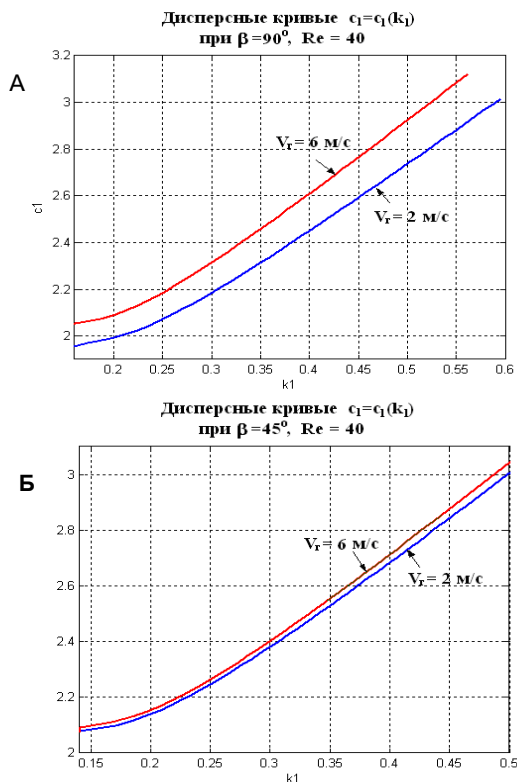 А
Дисперсные кривые c₁=c₁(k₁)
при β=90°, Re = 40
3.2
3
2.8
2.6
2.4
2.2
2
c1
Vᵣ= 6 м/с
Vᵣ= 2 м/с
0.2 0.25 0.3 0.35 0.4 0.45 0.5 0.55 0.6
k1
Б
Дисперсные кривые c₁=c₁(k₁)
при β=45°, Re = 40
3
2.8
2.6
2.4
2.2
2
c1
Vᵣ= 6 м/с
Vᵣ= 2 м/с
0.15 0.2 0.25 0.3 0.35 0.4 0.45 0.5
k1